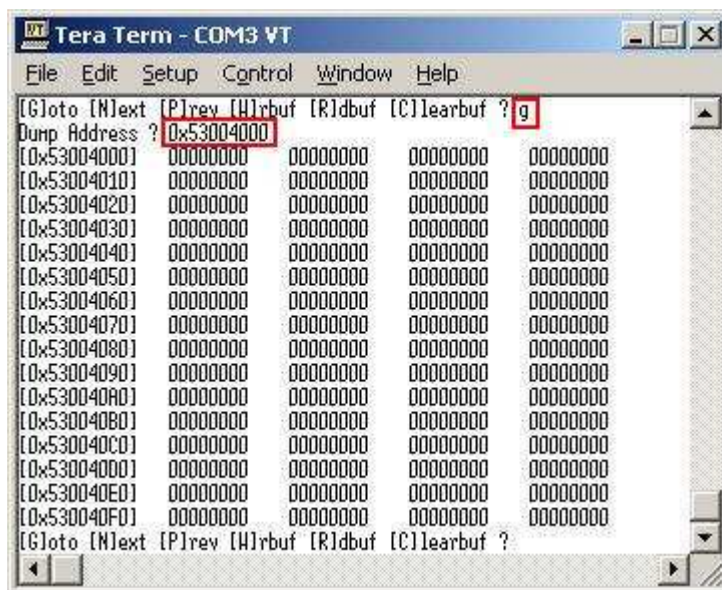 Tera Term - COM3 VT
File Edit Setup Control Window Help
[G]oto [N]ext [P]rev [W]rbuf [R]dbuf [C]learbuf ? g
Dump Address ? 0x53004000
[0x53004000] 00000000 00000000 00000000 00000000
[0x53004010] 00000000 00000000 00000000 00000000
[0x53004020] 00000000 00000000 00000000 00000000
[0x53004030] 00000000 00000000 00000000 00000000
[0x53004040] 00000000 00000000 00000000 00000000
[0x53004050] 00000000 00000000 00000000 00000000
[0x53004060] 00000000 00000000 00000000 00000000
[0x53004070] 00000000 00000000 00000000 00000000
[0x53004080] 00000000 00000000 00000000 00000000
[0x53004090] 00000000 00000000 00000000 00000000
[0x530040A0] 00000000 00000000 00000000 00000000
[0x530040B0] 00000000 00000000 00000000 00000000
[0x530040C0] 00000000 00000000 00000000 00000000
[0x530040D0] 00000000 00000000 00000000 00000000
[0x530040E0] 00000000 00000000 00000000 00000000
[0x530040F0] 00000000 00000000 00000000 00000000
[G]oto [N]ext [P]rev [W]rbuf [R]dbuf [C]learbuf ?